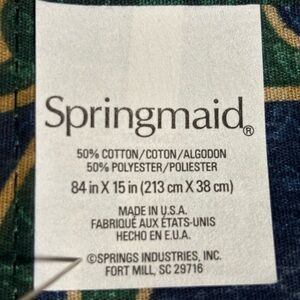 Springmaid®
50% COTTON/COTON/ALGODON
50% POLYESTER/POLIESTER
84 in X 15 in (213 cm X 38 cm)
MADE IN U.S.A.
FABRIQUÉ AUX ÉTATS-UNIS
HECHO EN E.U.A.
©SPRINGS INDUSTRIES, INC.
FORT MILL, SC 29716